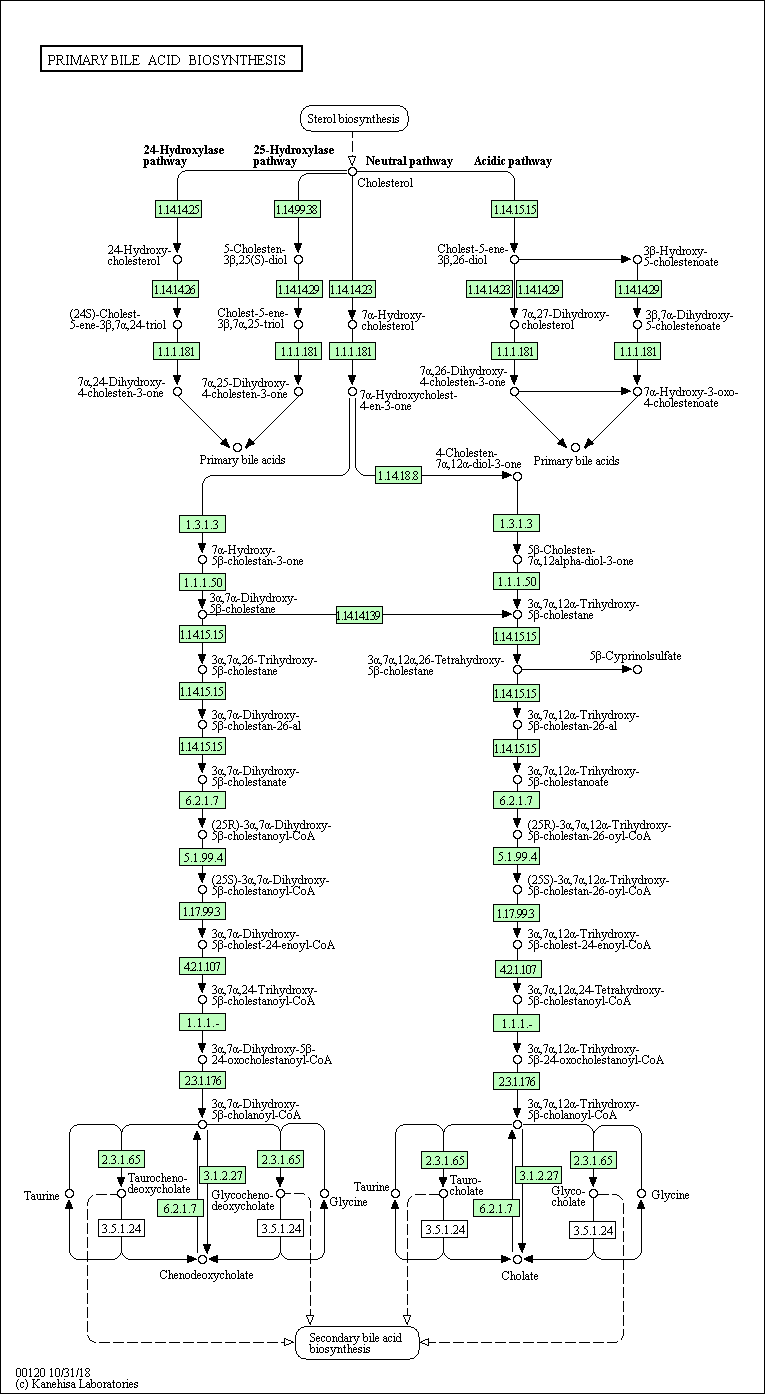 PRIMARY BILE ACID BIOSYNTHESIS
Sterol biosynthesis
24-Hydroxylase
pathway
25-Hydroxylase
pathway
Neutral pathway
Acidic pathway
Cholesterol
1.14.14.25
1.14.99.38
1.14.15.15
24-Hydroxy-
cholesterol
5-Cholesten-
3β,25(S)-diol
Cholest-5-ene-
3β,26-diol
3β-Hydroxy-
5-cholestenoate
1.14.14.26
1.14.14.29
1.14.14.23
1.14.14.23
1.14.14.29
1.14.14.29
(24S)-Cholest-
5-ene-3β,7α,24-triol
Cholest-5-ene-
3β,7α,25-triol
7α-Hydroxy-
cholesterol
7α,27-Dihydroxy-
cholesterol
3β,7α-Dihydroxy-
5-cholestenoate
1.1.1.181
1.1.1.181
1.1.1.181
1.1.1.181
1.1.1.181
7α,24-Dihydroxy-
4-cholesten-3-one
7α,25-Dihydroxy-
4-cholesten-3-one
7α-Hydroxycholest-
4-en-3-one
7α,26-Dihydroxy-
4-cholesten-3-one
7α-Hydroxy-3-oxo-
4-cholestenoate
Primary bile acids
Primary bile acids
4-Cholesten-
7α,12α-diol-3-one
1.14.18.8
1.3.1.3
1.3.1.3
7α-Hydroxy-
5β-cholestan-3-one
5β-Cholesten-
7α,12alpha-diol-3-one
1.1.1.50
1.1.1.50
3α,7α-Dihydroxy-
5β-cholestane
1.14.14.139
3α,7α,12α-Trihydroxy-
5β-cholestane
1.14.15.15
1.14.15.15
3α,7α,26-Trihydroxy-
5β-cholestane
3α,7α,12α,26-Tetrahydroxy-
5β-cholestane
5β-Cyprinolsulfate
1.14.15.15
1.14.15.15
3α,7α-Dihydroxy-
5β-cholestan-26-al
3α,7α,12α-Trihydroxy-
5β-cholestan-26-al
1.14.15.15
1.14.15.15
3α,7α-Dihydroxy-
5β-cholestanate
3α,7α,12α-Trihydroxy-
5β-cholestanoate
6.2.1.7
6.2.1.7
(25R)-3α,7α-Dihydroxy-
5β-cholestanoyl-CoA
(25R)-3α,7α,12α-Trihydroxy-
5β-cholestan-26-oyl-CoA
5.1.99.4
5.1.99.4
(25S)-3α,7α-Dihydroxy-
5β-cholestanoyl-CoA
(25S)-3α,7α,12α-Trihydroxy-
5β-cholestan-26-oyl-CoA
1.17.99.3
1.17.99.3
3α,7α-Dihydroxy-
5β-cholest-24-enoyl-CoA
3α,7α,12α-Trihydroxy-
5β-cholest-24-enoyl-CoA
4.2.1.107
4.2.1.107
3α,7α,24-Trihydroxy-
5β-cholestanoyl-CoA
3α,7α,12α,24-Tetrahydroxy-
5β-cholestanoyl-CoA
1.1.1.-
1.1.1.-
3α,7α-Dihydroxy-5β-
24-oxocholestanoyl-CoA
3α,7α,12α-Trihydroxy-
5β-24-oxocholestanoyl-CoA
2.3.1.176
2.3.1.176
3α,7α-Dihydroxy-
5β-cholanoyl-CoA
3α,7α,12α-Trihydroxy-
5β-cholanoyl-CoA
2.3.1.65
3.1.2.27
2.3.1.65
2.3.1.65
3.1.2.27
2.3.1.65
Taurine
Taurocheno-
deoxycholate
Glycocheno-
deoxycholate
Glycine
Taurine
Tauro-
cholate
Glyco-
cholate
Glycine
6.2.1.7
6.2.1.7
3.5.1.24
3.5.1.24
3.5.1.24
3.5.1.24
Chenodeoxycholate
Cholate
Secondary bile acid
biosynthesis
00120 10/31/18
(c) Kanehisa Laboratories